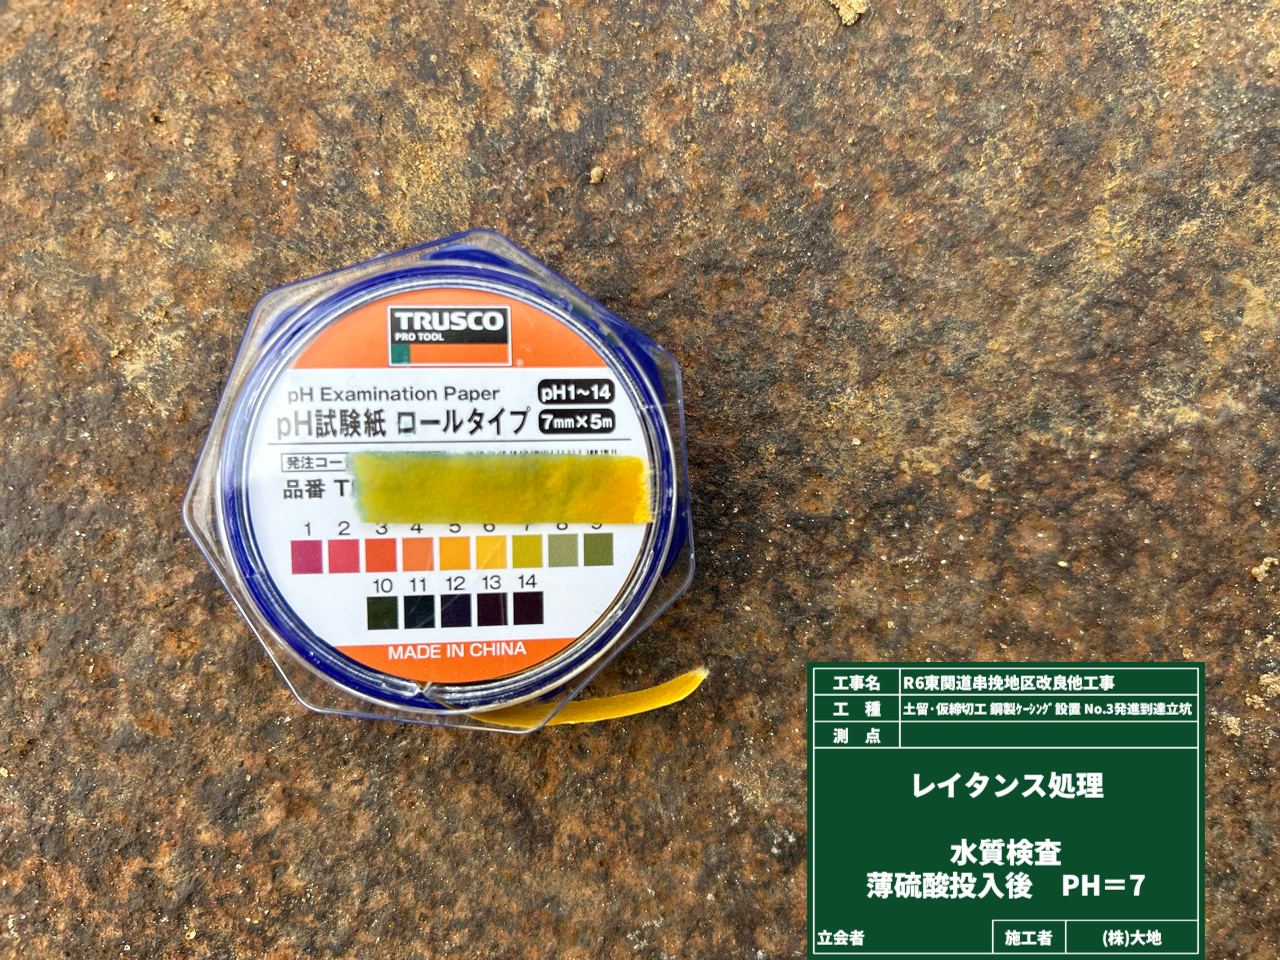 TRUSCO
PRO TOOL
pH Examination Paper
pH1~14
pH試験紙 ロールタイプ
7mm×5m
発注コー
品番 T
1 2 3 4 5 6 7 8 9
10 11 12 13 14
MADE IN CHINA
工事名 R6東関道串挽地区改良他工事
工 種 土留・仮締切工 鋼製ｹｰｼﾝｸﾞ設置 No.3発進到達立坑
測 点
レイタンス処理
水質検査
薄硫酸投入後 PH＝7
立会者 施工者 (株)大地